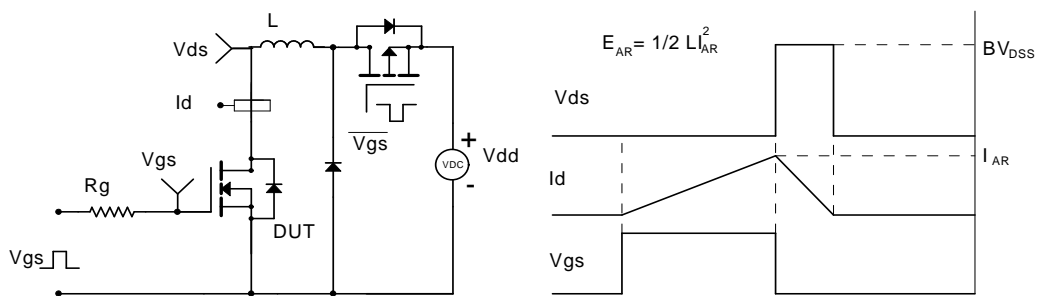 L
Vds
Id
Vgs
Vgs
+
VDC
Vdd
-
Vgs
Rg
DUT
Vgs
E_AR= 1/2 LI_AR^2
BV_DSS
Vds
I_AR
Id
Vgs